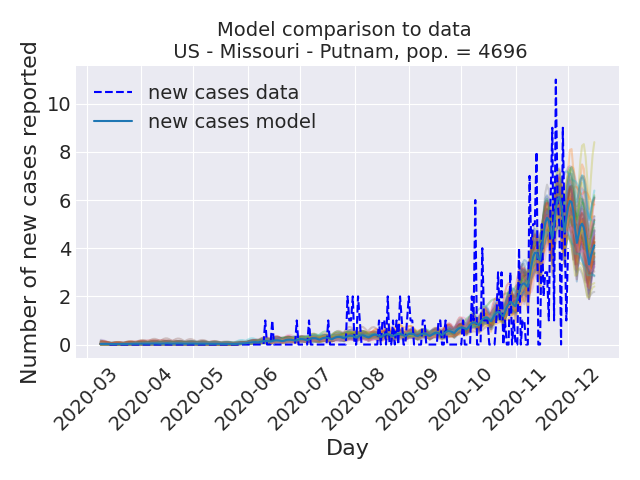 Model comparison to data
US - Missouri - Putnam, pop. = 4696
Number of new cases reported
10
8
6
4
2
0
new cases data
new cases model
2020-03
2020-04
2020-05
2020-06
2020-07
2020-08
2020-09
2020-10
2020-11
2020-12
Day